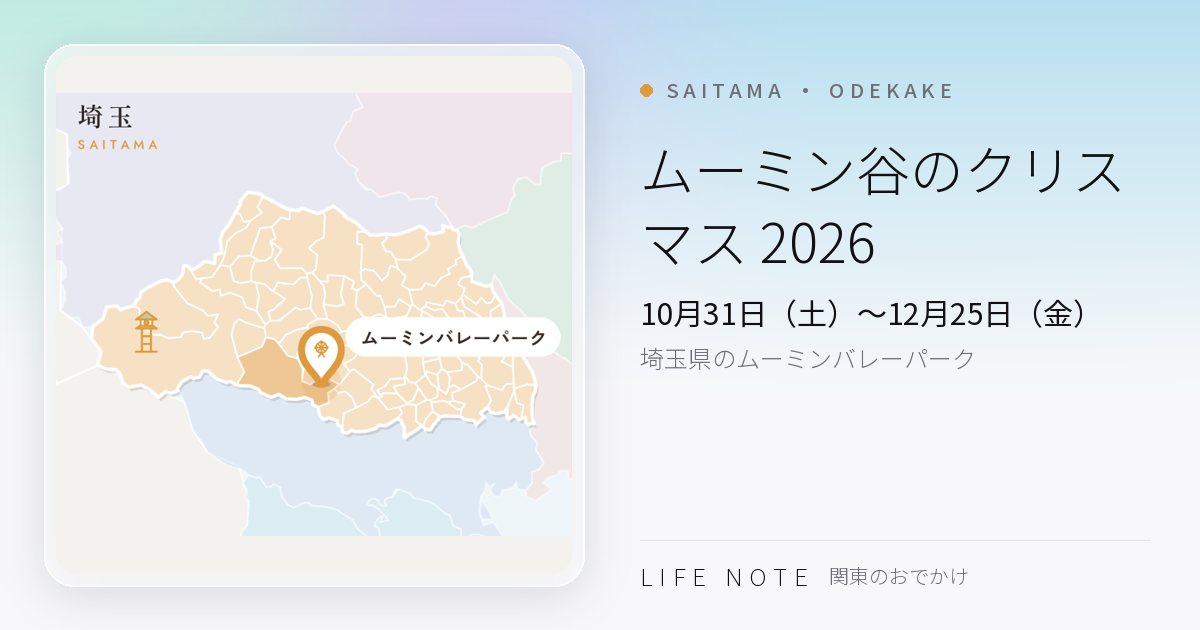 埼玉
SAITAMA
ムーミンバレーパーク
SAITAMA • ODEKAKE
ムーミン谷のクリス
マス 2026
10月31日（土）〜12月25日（金）
埼玉県のムーミンバレーパーク
LIFE NOTE 関東のおでかけ